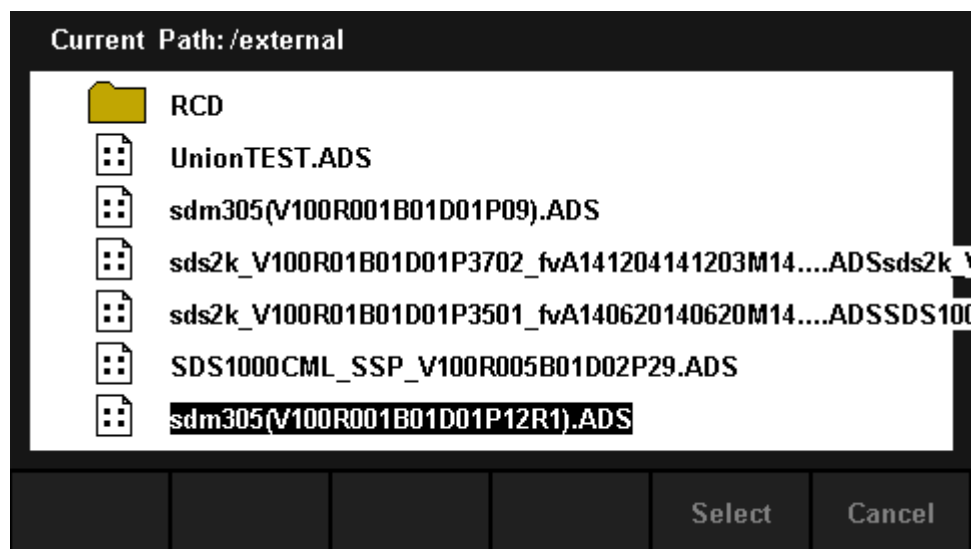 Current Path:/external
RCD
UnionTEST.ADS
sdm305(V100R001B01D01P09).ADS
sds2k_V100R01B01D01P3702_fvA141204141203M14....ADSsds2k_
sds2k_V100R01B01D01P3501_fvA140620140620M14....ADSSDS100
SDS1000CML_SSP_V100R005B01D02P29.ADS
sdm305(V100R001B01D01P12R1).ADS
Select Cancel